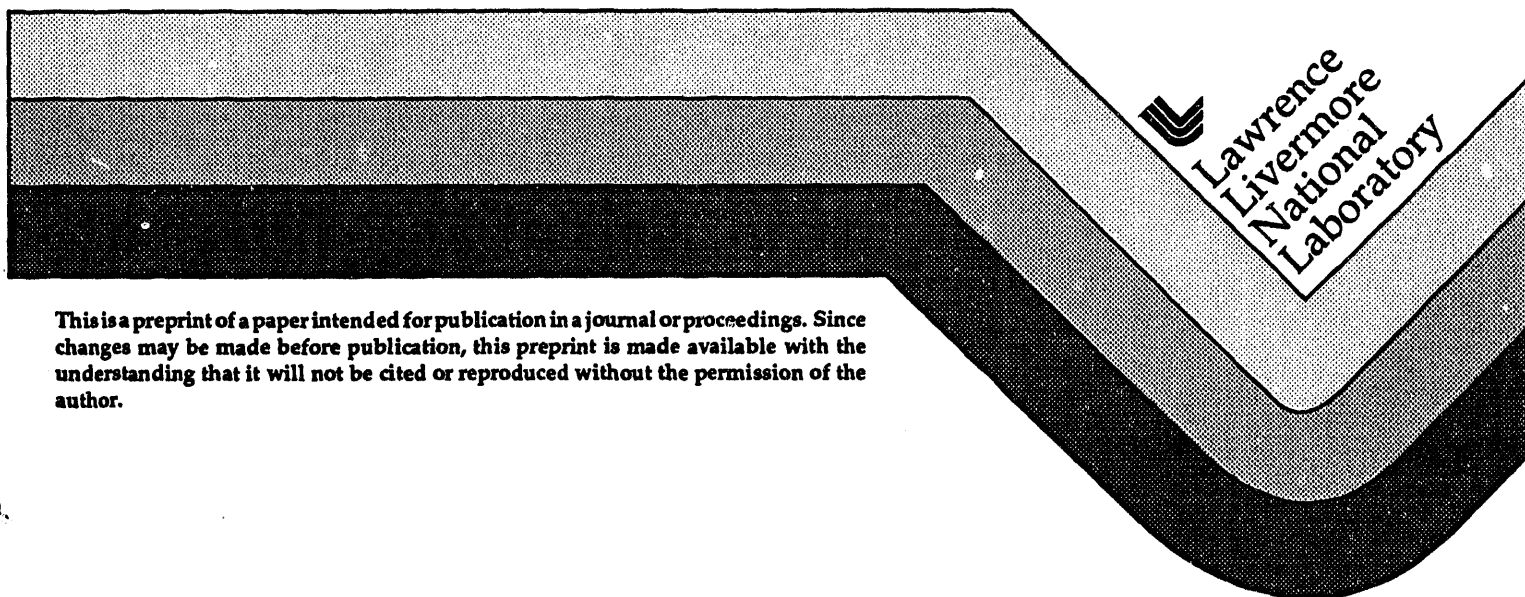 Lawrence
Livermore
National
Laboratory
This is a preprint of a paper intended for publication in a journal or proceedings. Since
changes may be made before publication, this preprint is made available with the
understanding that it will not be cited or reproduced without the permission of the
author.